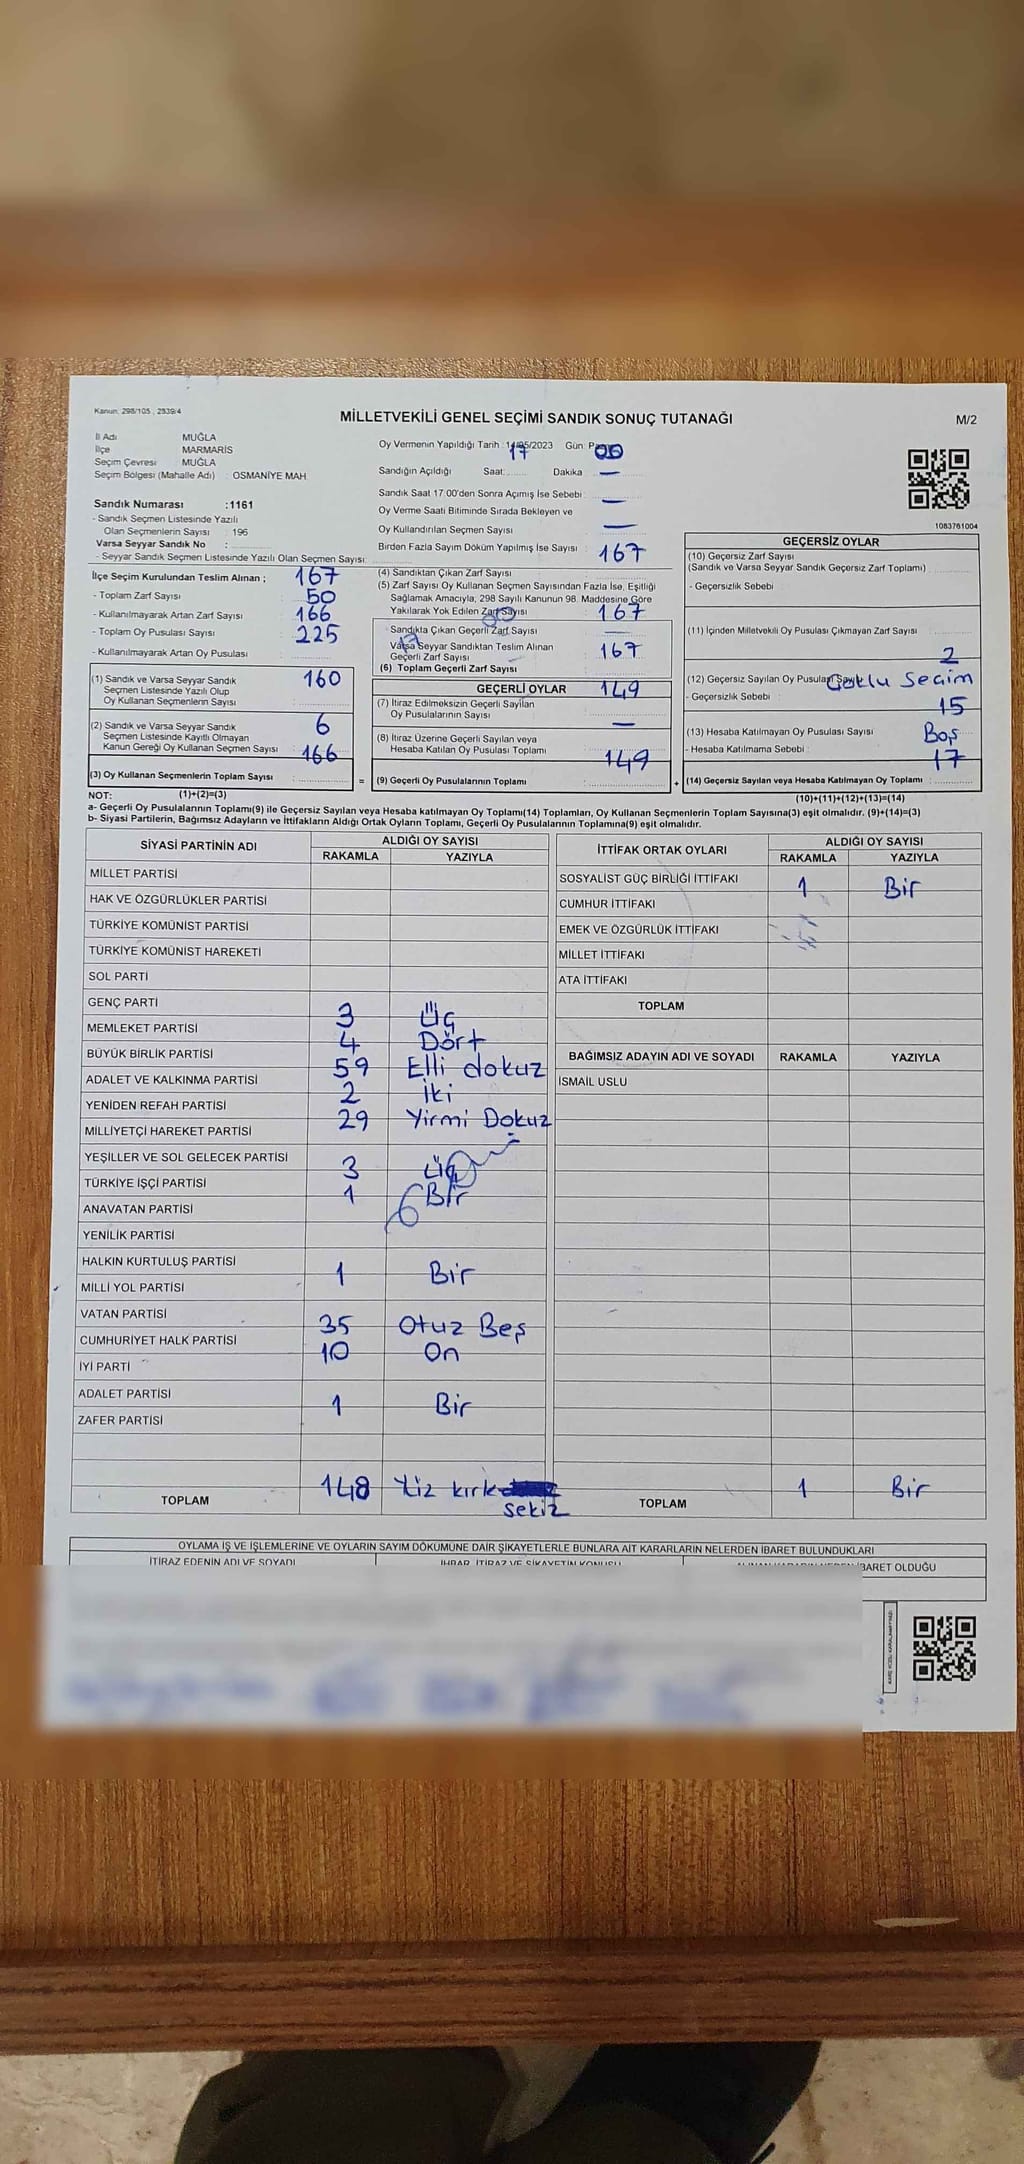 Kanun: 298/105 , 2839/4
MİLLETVEKİLİ GENEL SEÇİMİ SANDIK SONUÇ TUTANAĞI
M/2
İl Adı MUĞLA
İlçe MARMARİS
Seçim Çevresi MUĞLA
Seçim Bölgesi (Mahalle Adı) : OSMANİYE MAH.
Sandık Numarası :1161
- Sandık Seçmen Listesinde Yazılı
Olan Seçmenlerin Sayısı : 196
Varsa Seyyar Sandık No :
- Seyyar Sandık Seçmen Listesinde Yazılı Olan Seçmen Sayısı:
İlçe Seçim Kurulundan Teslim Alınan ; 167
- Toplam Zarf Sayısı 50
- Kullanılmayarak Artan Zarf Sayısı 166
- Toplam Oy Pusulası Sayısı 225
- Kullanılmayarak Artan Oy Pusulası
(1) Sandık ve Varsa Seyyar Sandık 160
Seçmen Listesinde Yazılı Olup
Oy Kullanan Seçmenlerin Sayısı
(2) Sandık ve Varsa Seyyar Sandık 6
Seçmen Listesinde Kayıtlı Olmayan
Kanun Gereği Oy Kullanan Seçmen Sayısı 166
(3) Oy Kullanan Seçmenlerin Toplam Sayısı
Oy Vermenin Yapıldığı Tarih : 14/05/2023 Gün:
17 00
Sandığın Açıldığı Saat: Dakika —
Sandık Saat 17:00'den Sonra Açımış İse Sebebi : —
Oy Verme Saati Bitiminde Sırada Bekleyen ve
Oy Kullandırılan Seçmen Sayısı —
Birden Fazla Sayım Döküm Yapılmış İse Sayısı : 167
(4) Sandıktan Çıkan Zarf Sayısı
(5) Zarf Sayısı Oy Kullanan Seçmen Sayısından Fazla İse, Eşitliği
Sağlamak Amacıyla, 298 Sayılı Kanunun 98. Maddesine Göre
Yakılarak Yok Edilen Zarf Sayısı : 167
- Sandıkta Çıkan Geçerli Zarf Sayısı —
Varsa Seyyar Sandıktan Teslim Alınan 167
Geçerli Zarf Sayısı
(6) Toplam Geçerli Zarf Sayısı
GEÇERLİ OYLAR 149
(7) İtiraz Edilmeksizin Geçerli Sayılan
Oy Pusulalarının Sayısı —
(8) İtiraz Üzerine Geçerli Sayılan veya
Hesaba Katılan Oy Pusulası Toplamı 149
= (9) Geçerli Oy Pusulalarının Toplamı
1083761004
GEÇERSİZ OYLAR
(10) Geçersiz Zarf Sayısı
(Sandık ve Varsa Seyyar Sandık Geçersiz Zarf Toplamı)
- Geçersizlik Sebebi
(11) İçinden Milletvekili Oy Pusulası Çıkmayan Zarf Sayısı
2
(12) Geçersiz Sayılan Oy Pusulası Sayısı Çoklu Seçim
- Geçersizlik Sebebi 15
(13) Hesaba Katılmayan Oy Pusulası Sayısı Boş
- Hesaba Katılmama Sebebi 17
+ (14) Geçersiz Sayılan veya Hesaba Katılmayan Oy Toplamı
NOT: (1)+(2)=(3)
(10)+(11)+(12)+(13)=(14)
a- Geçerli Oy Pusulalarının Toplamı(9) ile Geçersiz Sayılan veya Hesaba katılmayan Oy Toplamı(14) Toplamları, Oy Kullanan Seçmenlerin Toplam Sayısına(3) eşit olmalıdır. (9)+(14)=(3)
b- Siyasi Partilerin, Bağımsız Adayların ve İttifakların Aldığı Ortak Oyların Toplamı, Geçerli Oy Pusulalarının Toplamına(9) eşit olmalıdır.
SİYASİ PARTİNİN ADI ALDIĞI OY SAYISI
RAKAMLA YAZIYLA
MİLLET PARTİSİ
HAK VE ÖZGÜRLÜKLER PARTİSİ
TÜRKİYE KOMÜNİST PARTİSİ
TÜRKİYE KOMÜNİST HAREKETİ
SOL PARTİ
GENÇ PARTİ 3 Üç
MEMLEKET PARTİSİ 4 Dört
BÜYÜK BİRLİK PARTİSİ 59 Elli dokuz
ADALET VE KALKINMA PARTİSİ 2 İki
YENİDEN REFAH PARTİSİ 29 Yirmi Dokuz
MİLLİYETÇİ HAREKET PARTİSİ
YEŞİLLER VE SOL GELECEK PARTİSİ 3 Üç
TÜRKİYE İŞÇİ PARTİSİ 1 Bir
ANAVATAN PARTİSİ
YENİLİK PARTİSİ
HALKIN KURTULUŞ PARTİSİ 1 Bir
MİLLİ YOL PARTİSİ
VATAN PARTİSİ 35 Otuz Beş
CUMHURİYET HALK PARTİSİ 10 On
İYİ PARTİ
ADALET PARTİSİ 1 Bir
ZAFER PARTİSİ
148 Yüz kırk
sekiz
TOPLAM
İTTİFAK ORTAK OYLARI ALDIĞI OY SAYISI
RAKAMLA YAZIYLA
SOSYALİST GÜÇ BİRLİĞİ İTTİFAKI 1 Bir
CUMHUR İTTİFAKI
EMEK VE ÖZGÜRLÜK İTTİFAKI
MİLLET İTTİFAKI
ATA İTTİFAKI
TOPLAM
BAĞIMSIZ ADAYIN ADI VE SOYADI RAKAMLA YAZIYLA
İSMAİL USLU
1 Bir
TOPLAM
OYLAMA İŞ VE İŞLEMLERİNE VE OYLARIN SAYIM DÖKÜMÜNE DAİR ŞİKAYETLERLE BUNLARA AİT KARARLARIN NELERDEN İBARET BULUNDUKLARI
İTİRAZ EDENİN ADI VE SOYADI İHBAR, İTİRAZ VE ŞİKAYETİN KONUSU İBARET OLDUĞU